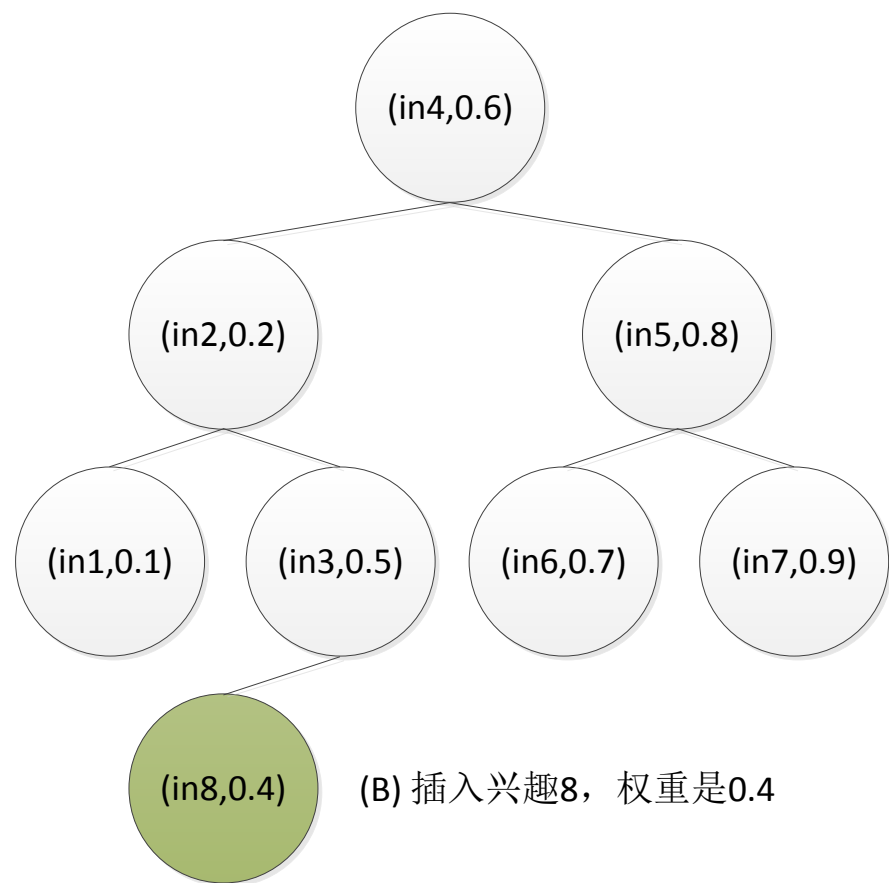 (in4,0.6)
(in2,0.2)
(in5,0.8)
(in1,0.1)
(in3,0.5)
(in6,0.7)
(in7,0.9)
(in8,0.4)
(B) 插入兴趣8，权重是0.4